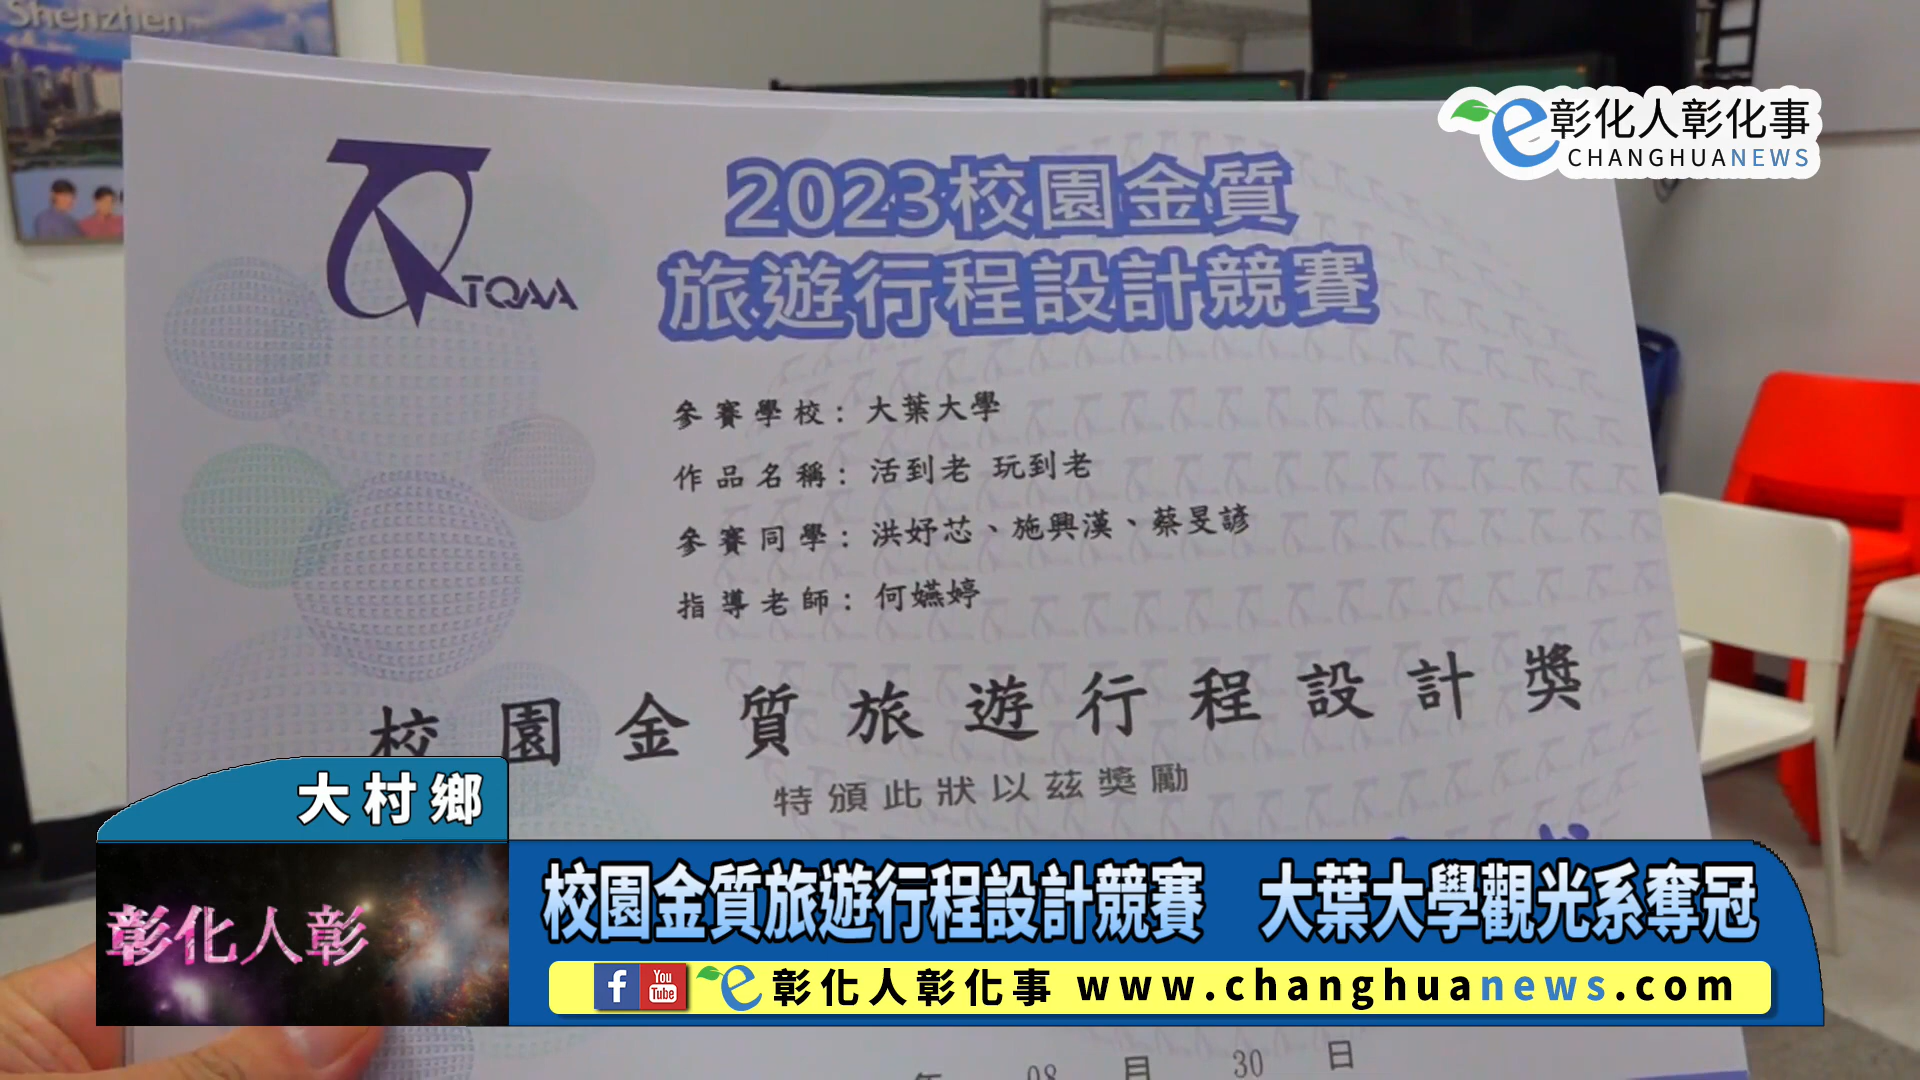 Shenzhen
彰化人彰化事
CHANGHUANEWS
TQAA
2023校園金質
旅遊行程設計競賽
參賽學校：大葉大學
作品名稱：活到老 玩到老
參賽同學：洪妤芯、施興漢、蔡旻諺
指導老師：何嬿婷
校園金質旅遊行程設計獎
特頒此狀以茲獎勵
大村鄉
彰化人彰
校園金質旅遊行程設計競賽 大葉大學觀光系奪冠
f You Tube e 彰化人彰化事 www.changhuanews.com
年 08 月 30 日